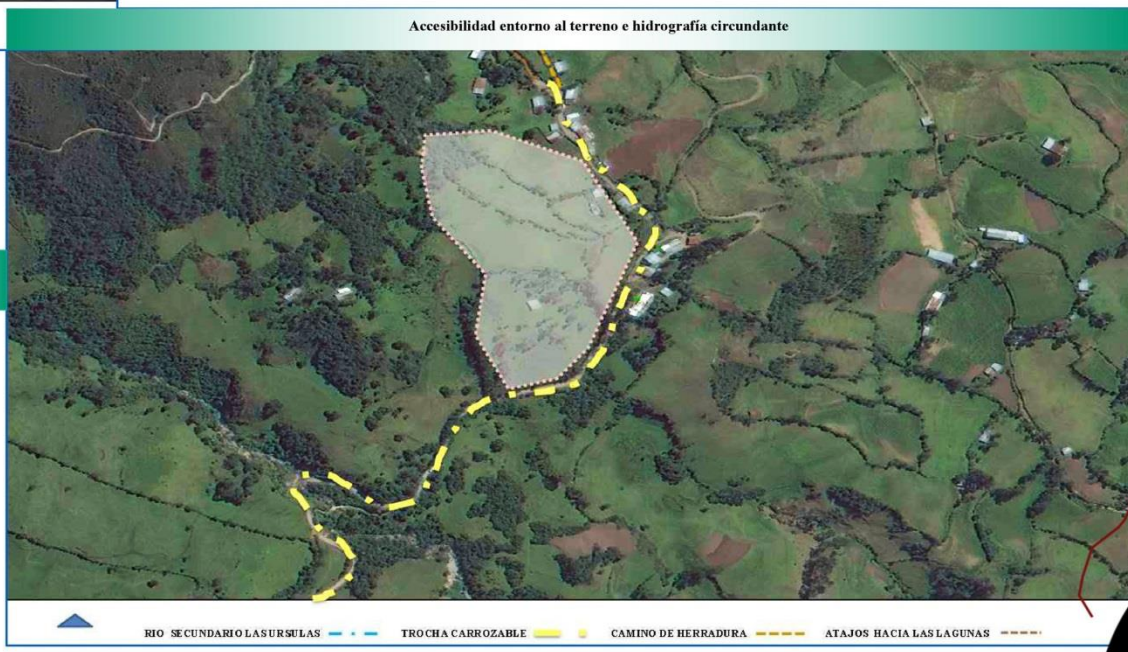 Accesibilidad entorno al terreno e hidrografía circundante
RIO SECUNDARIO LAS URSULAS TROCHA CARROZABLE CAMINO DE HERRADURA ATAJOS HACIA LAS LAGUNAS